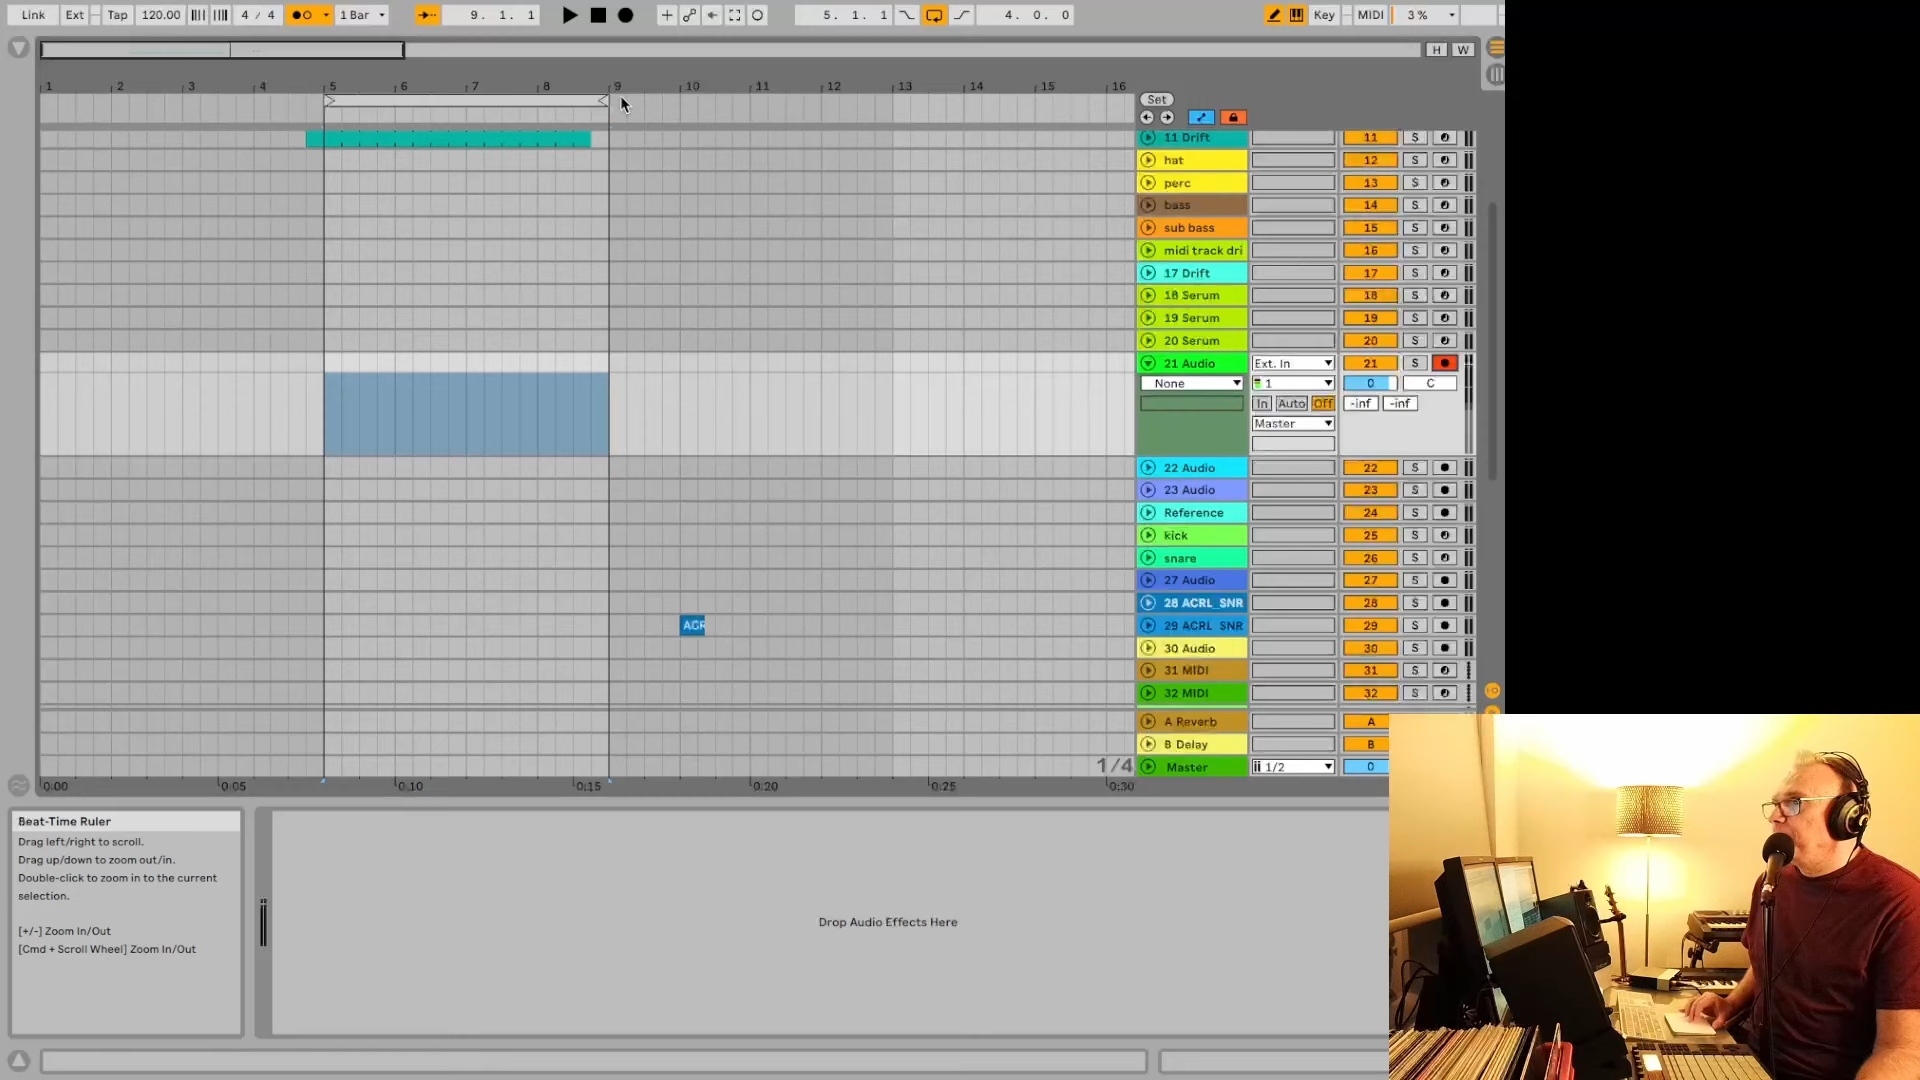 Link Ext Tap 120.00 4 / 4 1 Bar 9. 1. 1 5. 1. 1 4. 0. 0 Key MIDI 3 %
H W
1 2 3 4 5 6 7 8 9 10 11 12 13 14 15 16
Set
11 Drift 11 S
hat 12 S
perc 13 S
bass 14 S
sub bass 15 S
midi track dri 16 S
17 Drift 17 S
18 Serum 18 S
19 Serum 19 S
20 Serum 20 S
21 Audio Ext. In 21 S
None 1 0 C
In Auto Off -inf -inf
Master
22 Audio 22 S
23 Audio 23 S
Reference 24 S
kick 25 S
snare 26 S
27 Audio 27 S
28 ACRL_SNR 28 S
ACR 29 ACRL SNR 29 S
30 Audio 30 S
31 MIDI 31 S
32 MIDI 32 S
A Reverb A
B Delay B
1/4 Master 1/2 0
0:00 0:05 0:10 0:15 0:20 0:25 0:30
Beat-Time Ruler
Drag left/right to scroll.
Drag up/down to zoom out/in.
Double-click to zoom in to the current
selection.
[+/-] Zoom In/Out
[Cmd + Scroll Wheel] Zoom In/Out
Drop Audio Effects Here